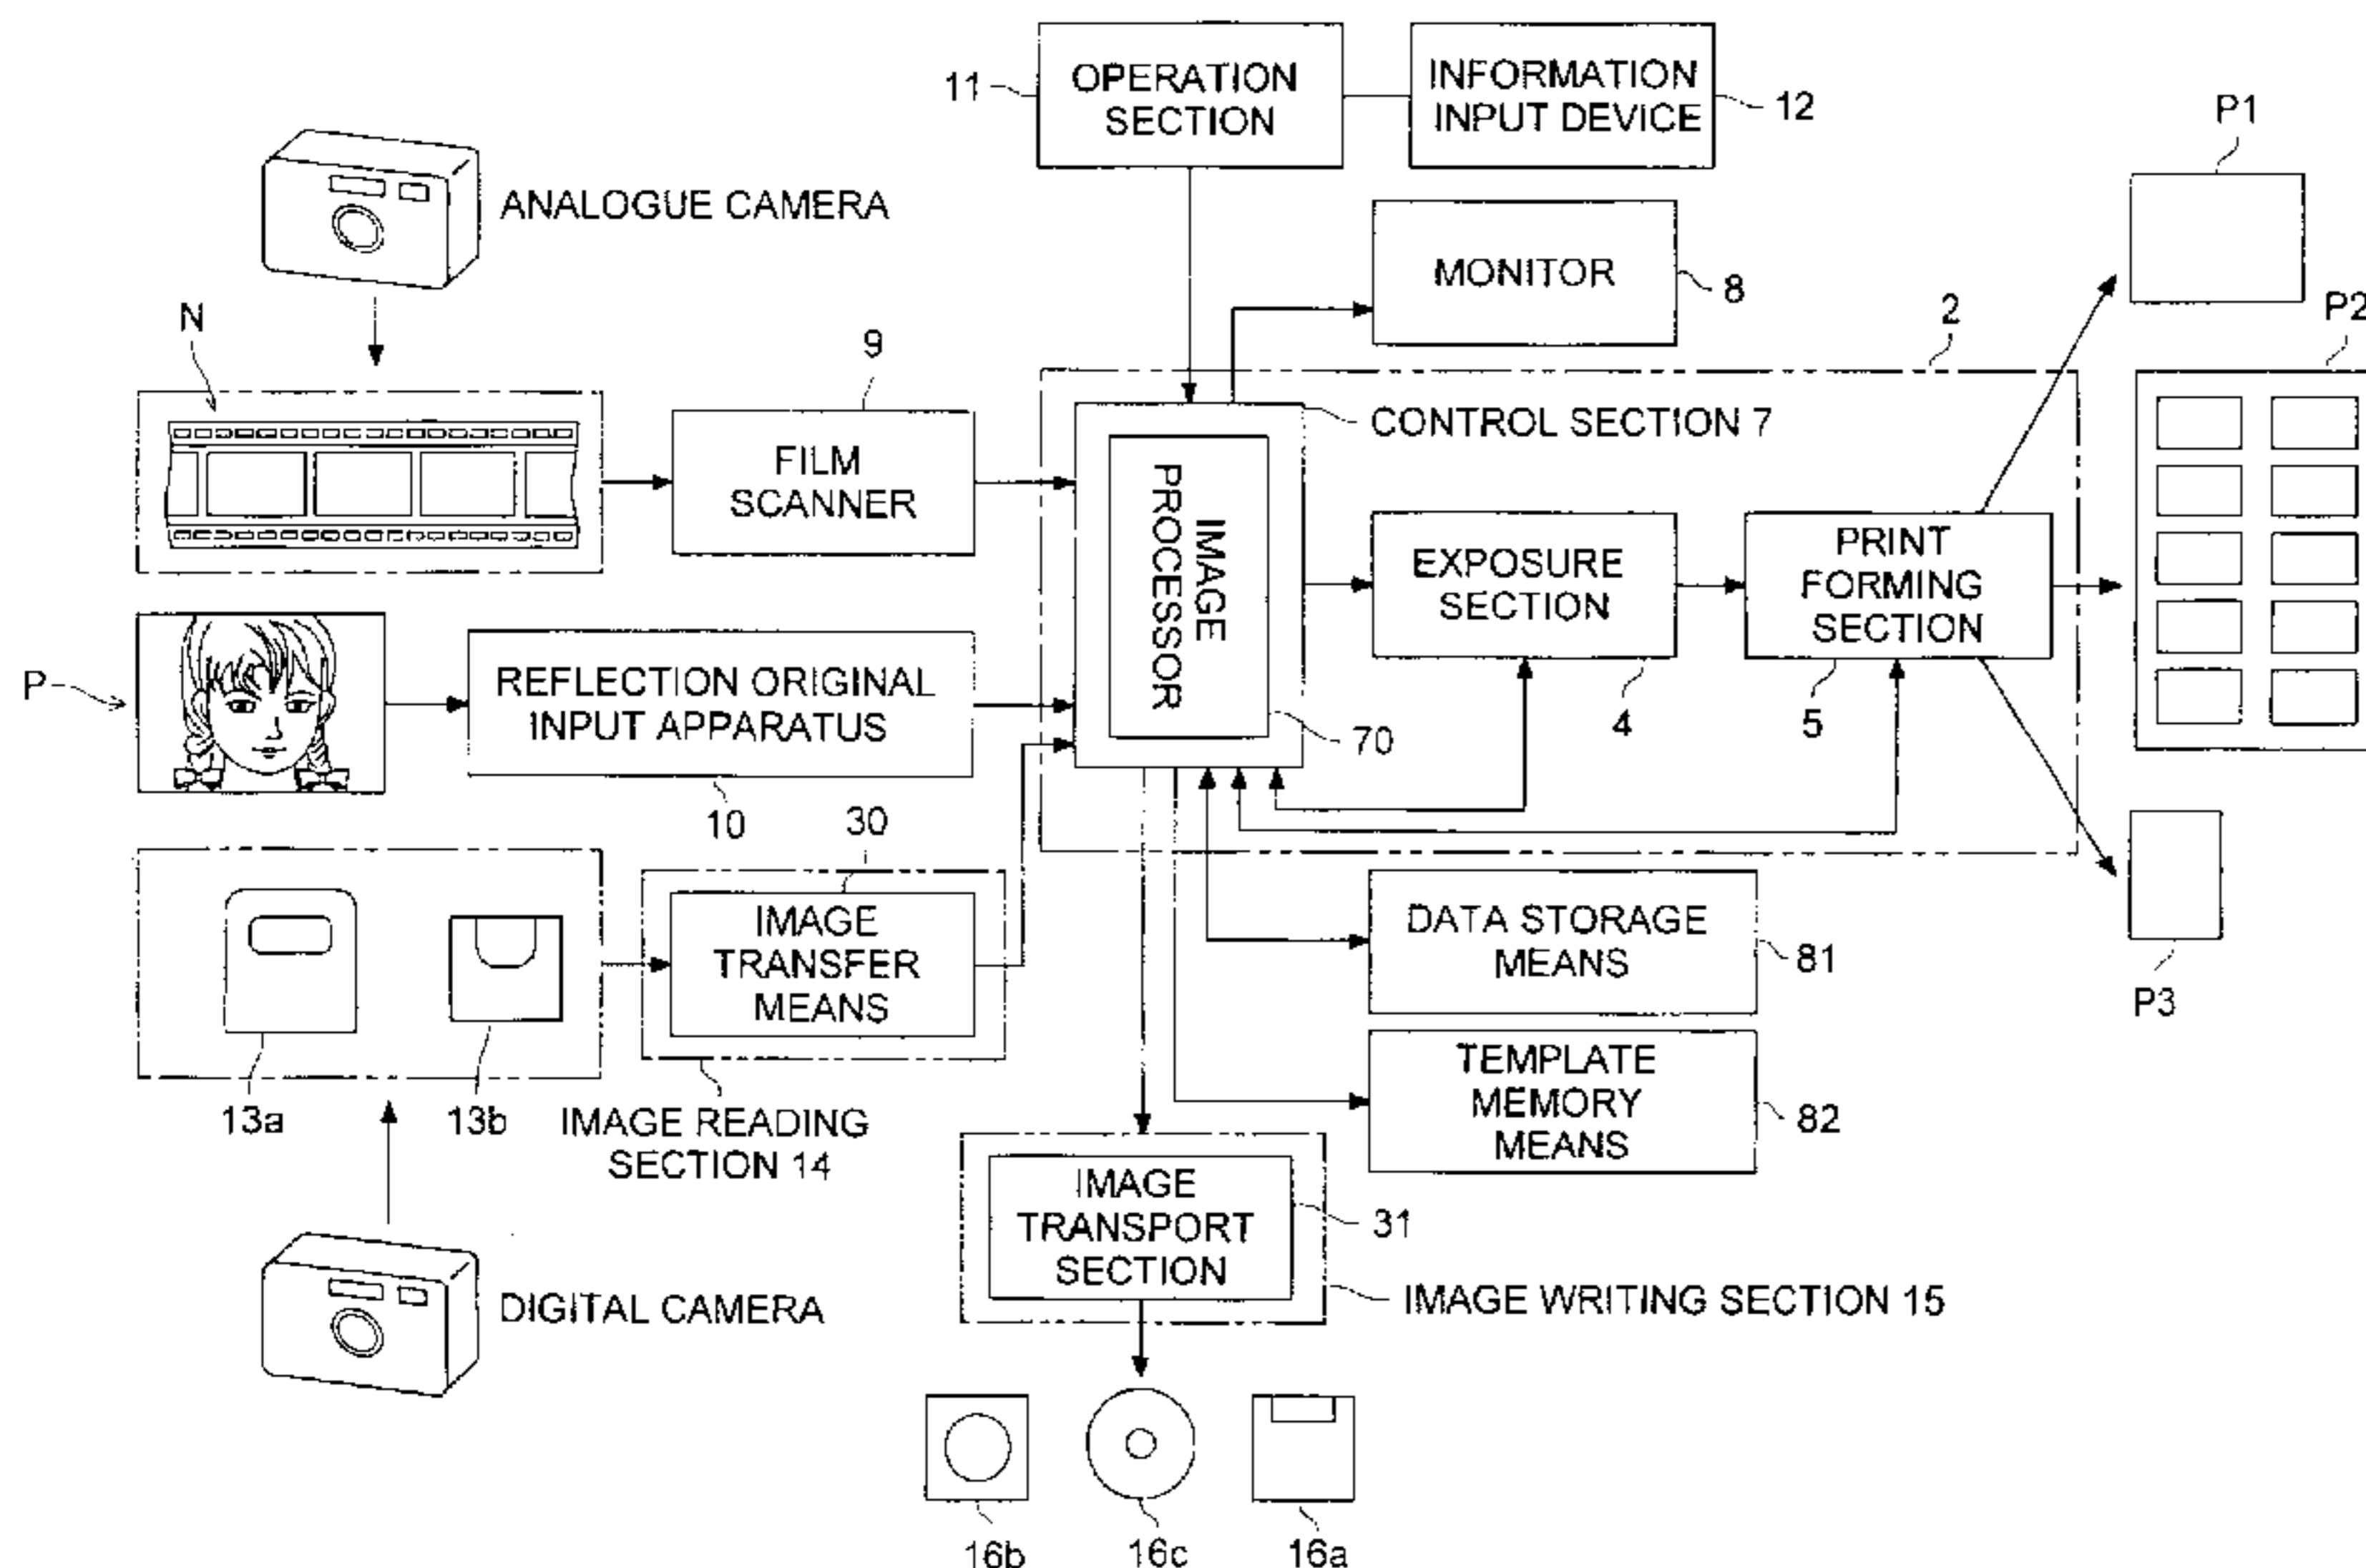 OPERATION
SECTION
11
INFORMATION
INPUT DEVICE
12
P1
ANALOGUE CAMERA
MONITOR
8
N
9
2
P2
CONTROL SECTION 7
FILM
SCANNER
IMAGE
PROCESSOR
70
EXPOSURE
SECTION
4
PRINT
FORMING
SECTION
5
P
REFLECTION ORIGINAL
INPUT APPARATUS
10
30
IMAGE
TRANSFER
MEANS
DATA STORAGE
MEANS
81
P3
13a
13b
IMAGE READING
SECTION 14
TEMPLATE
MEMORY
MEANS
82
IMAGE
TRANSPORT
SECTION
31
DIGITAL CAMERA
IMAGE WRITING SECTION 15
16b
16c
16a